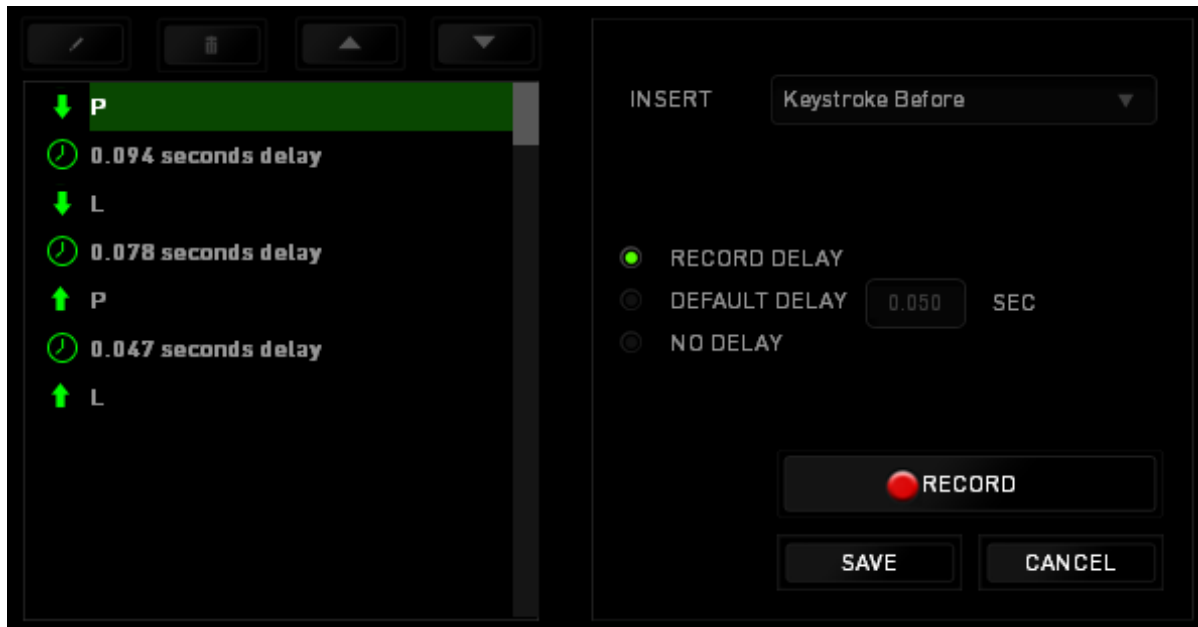 P
0.094 seconds delay
L
0.078 seconds delay
P
0.047 seconds delay
L
INSERT Keystroke Before
RECORD DELAY
DEFAULT DELAY 0.050 SEC
NO DELAY
RECORD
SAVE CANCEL